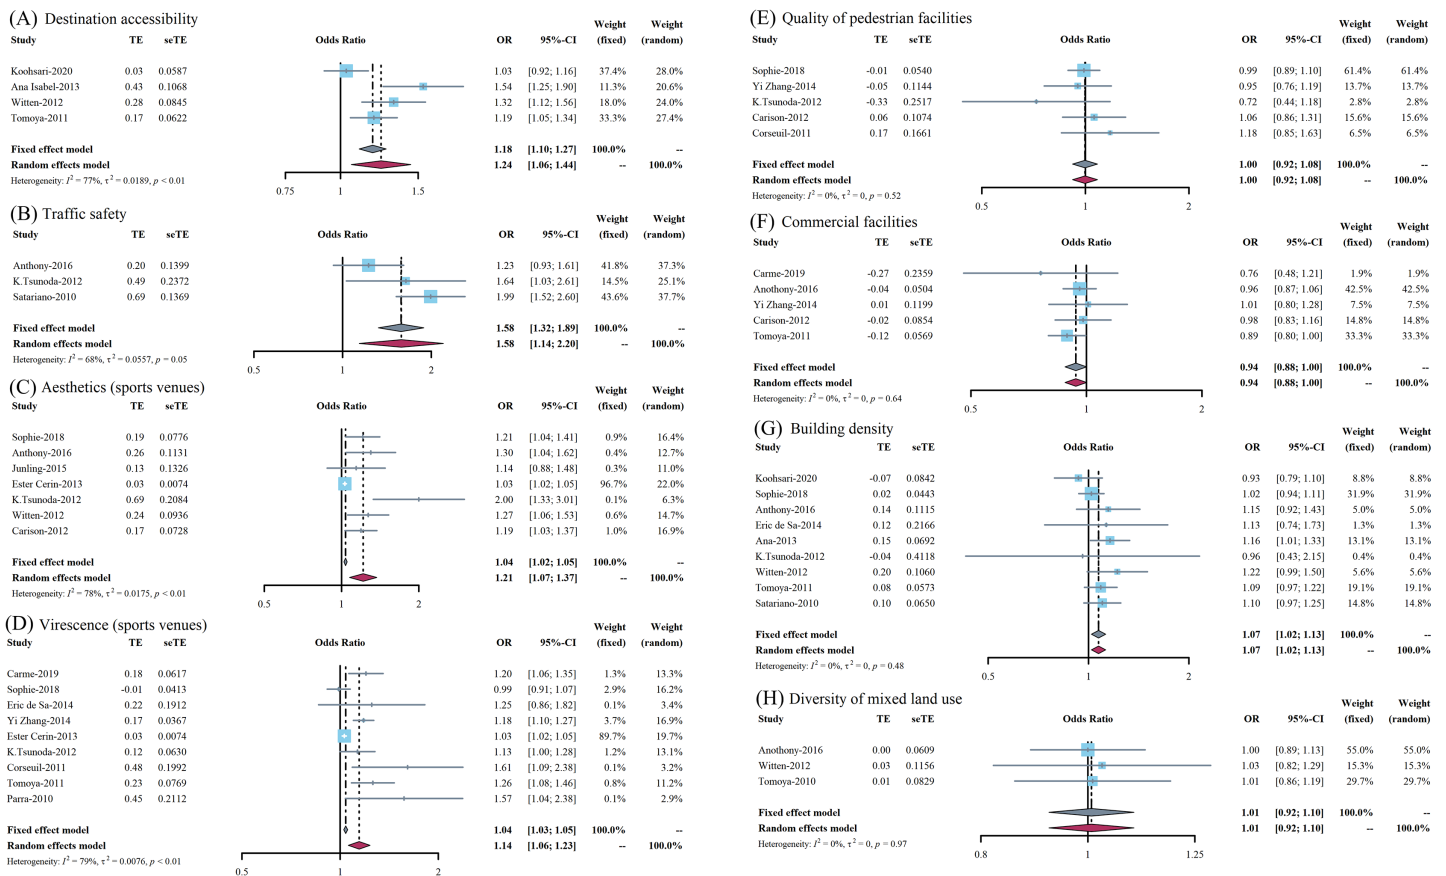 (A) Destination accessibility
Weight Weight
Study TE seTE Odds Ratio OR 95%-CI (fixed) (random)
Koohsari-2020 0.03 0.0587 1.03 [0.92; 1.16] 37.4% 28.0%
Ana Isabel-2013 0.43 0.1068 1.54 [1.25; 1.90] 11.3% 20.6%
Witten-2012 0.28 0.0845 1.32 [1.12; 1.56] 18.0% 24.0%
Tomoya-2011 0.17 0.0622 1.19 [1.05; 1.34] 33.3% 27.4%
Fixed effect model 1.18 [1.10; 1.27] 100.0% --
Random effects model 1.24 [1.06; 1.44] -- 100.0%
Heterogeneity: I² = 77%, τ² = 0.0189, p < 0.01
0.75 1 1.5
(B) Traffic safety
Weight Weight
Study TE seTE Odds Ratio OR 95%-CI (fixed) (random)
Anthony-2016 0.20 0.1399 1.23 [0.93; 1.61] 41.8% 37.3%
K.Tsunoda-2012 0.49 0.2372 1.64 [1.03; 2.61] 14.5% 25.1%
Satariano-2010 0.69 0.1369 1.99 [1.52; 2.60] 43.6% 37.7%
Fixed effect model 1.58 [1.32; 1.89] 100.0% --
Random effects model 1.58 [1.14; 2.20] -- 100.0%
Heterogeneity: I² = 68%, τ² = 0.0557, p = 0.05
0.5 1 2
(C) Aesthetics (sports venues)
Weight Weight
Study TE seTE Odds Ratio OR 95%-CI (fixed) (random)
Sophie-2018 0.19 0.0776 1.21 [1.04; 1.41] 0.9% 16.4%
Anthony-2016 0.26 0.1131 1.30 [1.04; 1.62] 0.4% 12.7%
Junling-2015 0.13 0.1326 1.14 [0.88; 1.48] 0.3% 11.0%
Ester Cerin-2013 0.03 0.0074 1.03 [1.02; 1.05] 96.7% 22.0%
K.Tsunoda-2012 0.69 0.2084 2.00 [1.33; 3.01] 0.1% 6.3%
Witten-2012 0.24 0.0936 1.27 [1.06; 1.53] 0.6% 14.7%
Carison-2012 0.17 0.0728 1.19 [1.03; 1.37] 1.0% 16.9%
Fixed effect model 1.04 [1.02; 1.05] 100.0% --
Random effects model 1.21 [1.07; 1.37] -- 100.0%
Heterogeneity: I² = 78%, τ² = 0.0175, p < 0.01
0.5 1 2
(D) Virescence (sports venues)
Weight Weight
Study TE seTE Odds Ratio OR 95%-CI (fixed) (random)
Carme-2019 0.18 0.0617 1.20 [1.06; 1.35] 1.3% 13.3%
Sophie-2018 -0.01 0.0413 0.99 [0.91; 1.07] 2.9% 16.2%
Eric de Sa-2014 0.22 0.1912 1.25 [0.86; 1.82] 0.1% 3.4%
Yi Zhang-2014 0.17 0.0367 1.18 [1.10; 1.27] 3.7% 16.9%
Ester Cerin-2013 0.03 0.0074 1.03 [1.02; 1.05] 89.7% 19.7%
K.Tsunoda-2012 0.12 0.0630 1.13 [1.00; 1.28] 1.2% 13.1%
Corseuil-2011 0.48 0.1992 1.61 [1.09; 2.38] 0.1% 3.2%
Tomoya-2011 0.23 0.0769 1.26 [1.08; 1.46] 0.8% 11.2%
Parra-2010 0.45 0.2112 1.57 [1.04; 2.38] 0.1% 2.9%
Fixed effect model 1.04 [1.03; 1.05] 100.0% --
Random effects model 1.14 [1.06; 1.23] -- 100.0%
Heterogeneity: I² = 79%, τ² = 0.0076, p < 0.01
0.5 1 2
(E) Quality of pedestrian facilities
Weight Weight
Study TE seTE Odds Ratio OR 95%-CI (fixed) (random)
Sophie-2018 -0.01 0.0540 0.99 [0.89; 1.10] 61.4% 61.4%
Yi Zhang-2014 -0.05 0.1144 0.95 [0.76; 1.19] 13.7% 13.7%
K.Tsunoda-2012 -0.33 0.2517 0.72 [0.44; 1.18] 2.8% 2.8%
Carison-2012 0.06 0.1074 1.06 [0.86; 1.31] 15.6% 15.6%
Corseuil-2011 0.17 0.1661 1.18 [0.85; 1.63] 6.5% 6.5%
Fixed effect model 1.00 [0.92; 1.08] 100.0% --
Random effects model 1.00 [0.92; 1.08] -- 100.0%
Heterogeneity: I² = 0%, τ² = 0, p = 0.52
0.5 1 2
(F) Commercial facilities
Weight Weight
Study TE seTE Odds Ratio OR 95%-CI (fixed) (random)
Carme-2019 -0.27 0.2359 0.76 [0.48; 1.21] 1.9% 1.9%
Anothony-2016 -0.04 0.0504 0.96 [0.87; 1.06] 42.5% 42.5%
Yi Zhang-2014 0.01 0.1199 1.01 [0.80; 1.28] 7.5% 7.5%
Carison-2012 -0.02 0.0854 0.98 [0.83; 1.16] 14.8% 14.8%
Tomoya-2011 -0.12 0.0569 0.89 [0.80; 1.00] 33.3% 33.3%
Fixed effect model 0.94 [0.88; 1.00] 100.0% --
Random effects model 0.94 [0.88; 1.00] -- 100.0%
Heterogeneity: I² = 0%, τ² = 0, p = 0.64
0.5 1 2
(G) Building density
Weight Weight
Study TE seTE Odds Ratio OR 95%-CI (fixed) (random)
Koohsari-2020 -0.07 0.0842 0.93 [0.79; 1.10] 8.8% 8.8%
Sophie-2018 0.02 0.0443 1.02 [0.94; 1.11] 31.9% 31.9%
Anthony-2016 0.14 0.1115 1.15 [0.92; 1.43] 5.0% 5.0%
Eric de Sa-2014 0.12 0.2166 1.13 [0.74; 1.73] 1.3% 1.3%
Ana-2013 0.15 0.0692 1.16 [1.01; 1.33] 13.1% 13.1%
K.Tsunoda-2012 -0.04 0.4118 0.96 [0.43; 2.15] 0.4% 0.4%
Witten-2012 0.20 0.1060 1.22 [0.99; 1.50] 5.6% 5.6%
Tomoya-2011 0.08 0.0573 1.09 [0.97; 1.22] 19.1% 19.1%
Satariano-2010 0.10 0.0650 1.10 [0.97; 1.25] 14.8% 14.8%
Fixed effect model 1.07 [1.02; 1.13] 100.0% --
Random effects model 1.07 [1.02; 1.13] -- 100.0%
Heterogeneity: I² = 0%, τ² = 0, p = 0.48
0.5 1 2
(H) Diversity of mixed land use
Weight Weight
Study TE seTE Odds Ratio OR 95%-CI (fixed) (random)
Anothony-2016 0.00 0.0609 1.00 [0.89; 1.13] 55.0% 55.0%
Witten-2012 0.03 0.1156 1.03 [0.82; 1.29] 15.3% 15.3%
Tomoya-2010 0.01 0.0829 1.01 [0.86; 1.19] 29.7% 29.7%
Fixed effect model 1.01 [0.92; 1.10] 100.0% --
Random effects model 1.01 [0.92; 1.10] -- 100.0%
Heterogeneity: I² = 0%, τ² = 0, p = 0.97
0.8 1 1.25